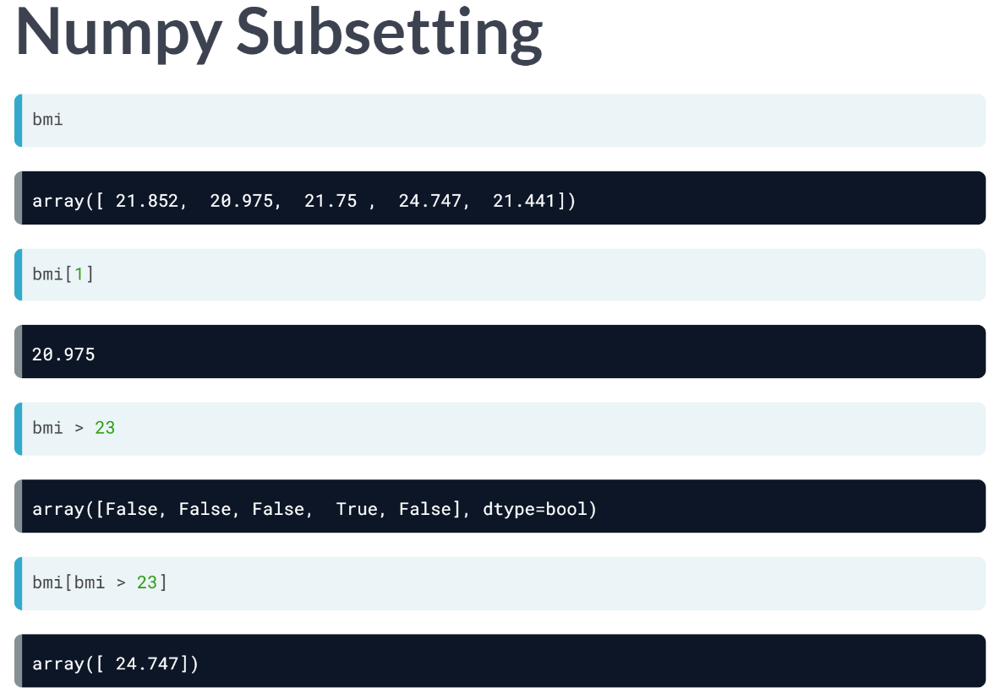 Numpy Subsetting
bmi
array([ 21.852,  20.975,  21.75 ,  24.747,  21.441])
bmi[1]
20.975
bmi > 23
array([False, False, False,  True, False], dtype=bool)
bmi[bmi > 23]
array([ 24.747])